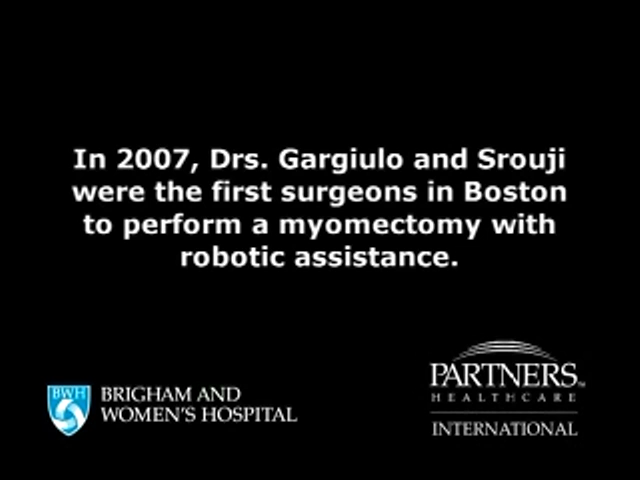 In 2007, Drs. Gargiulo and Srouji
were the first surgeons in Boston
to perform a myomectomy with
robotic assistance.
BWH
BRIGHAM AND
WOMEN'S HOSPITAL
PARTNERS™
HEALTHCARE
INTERNATIONAL